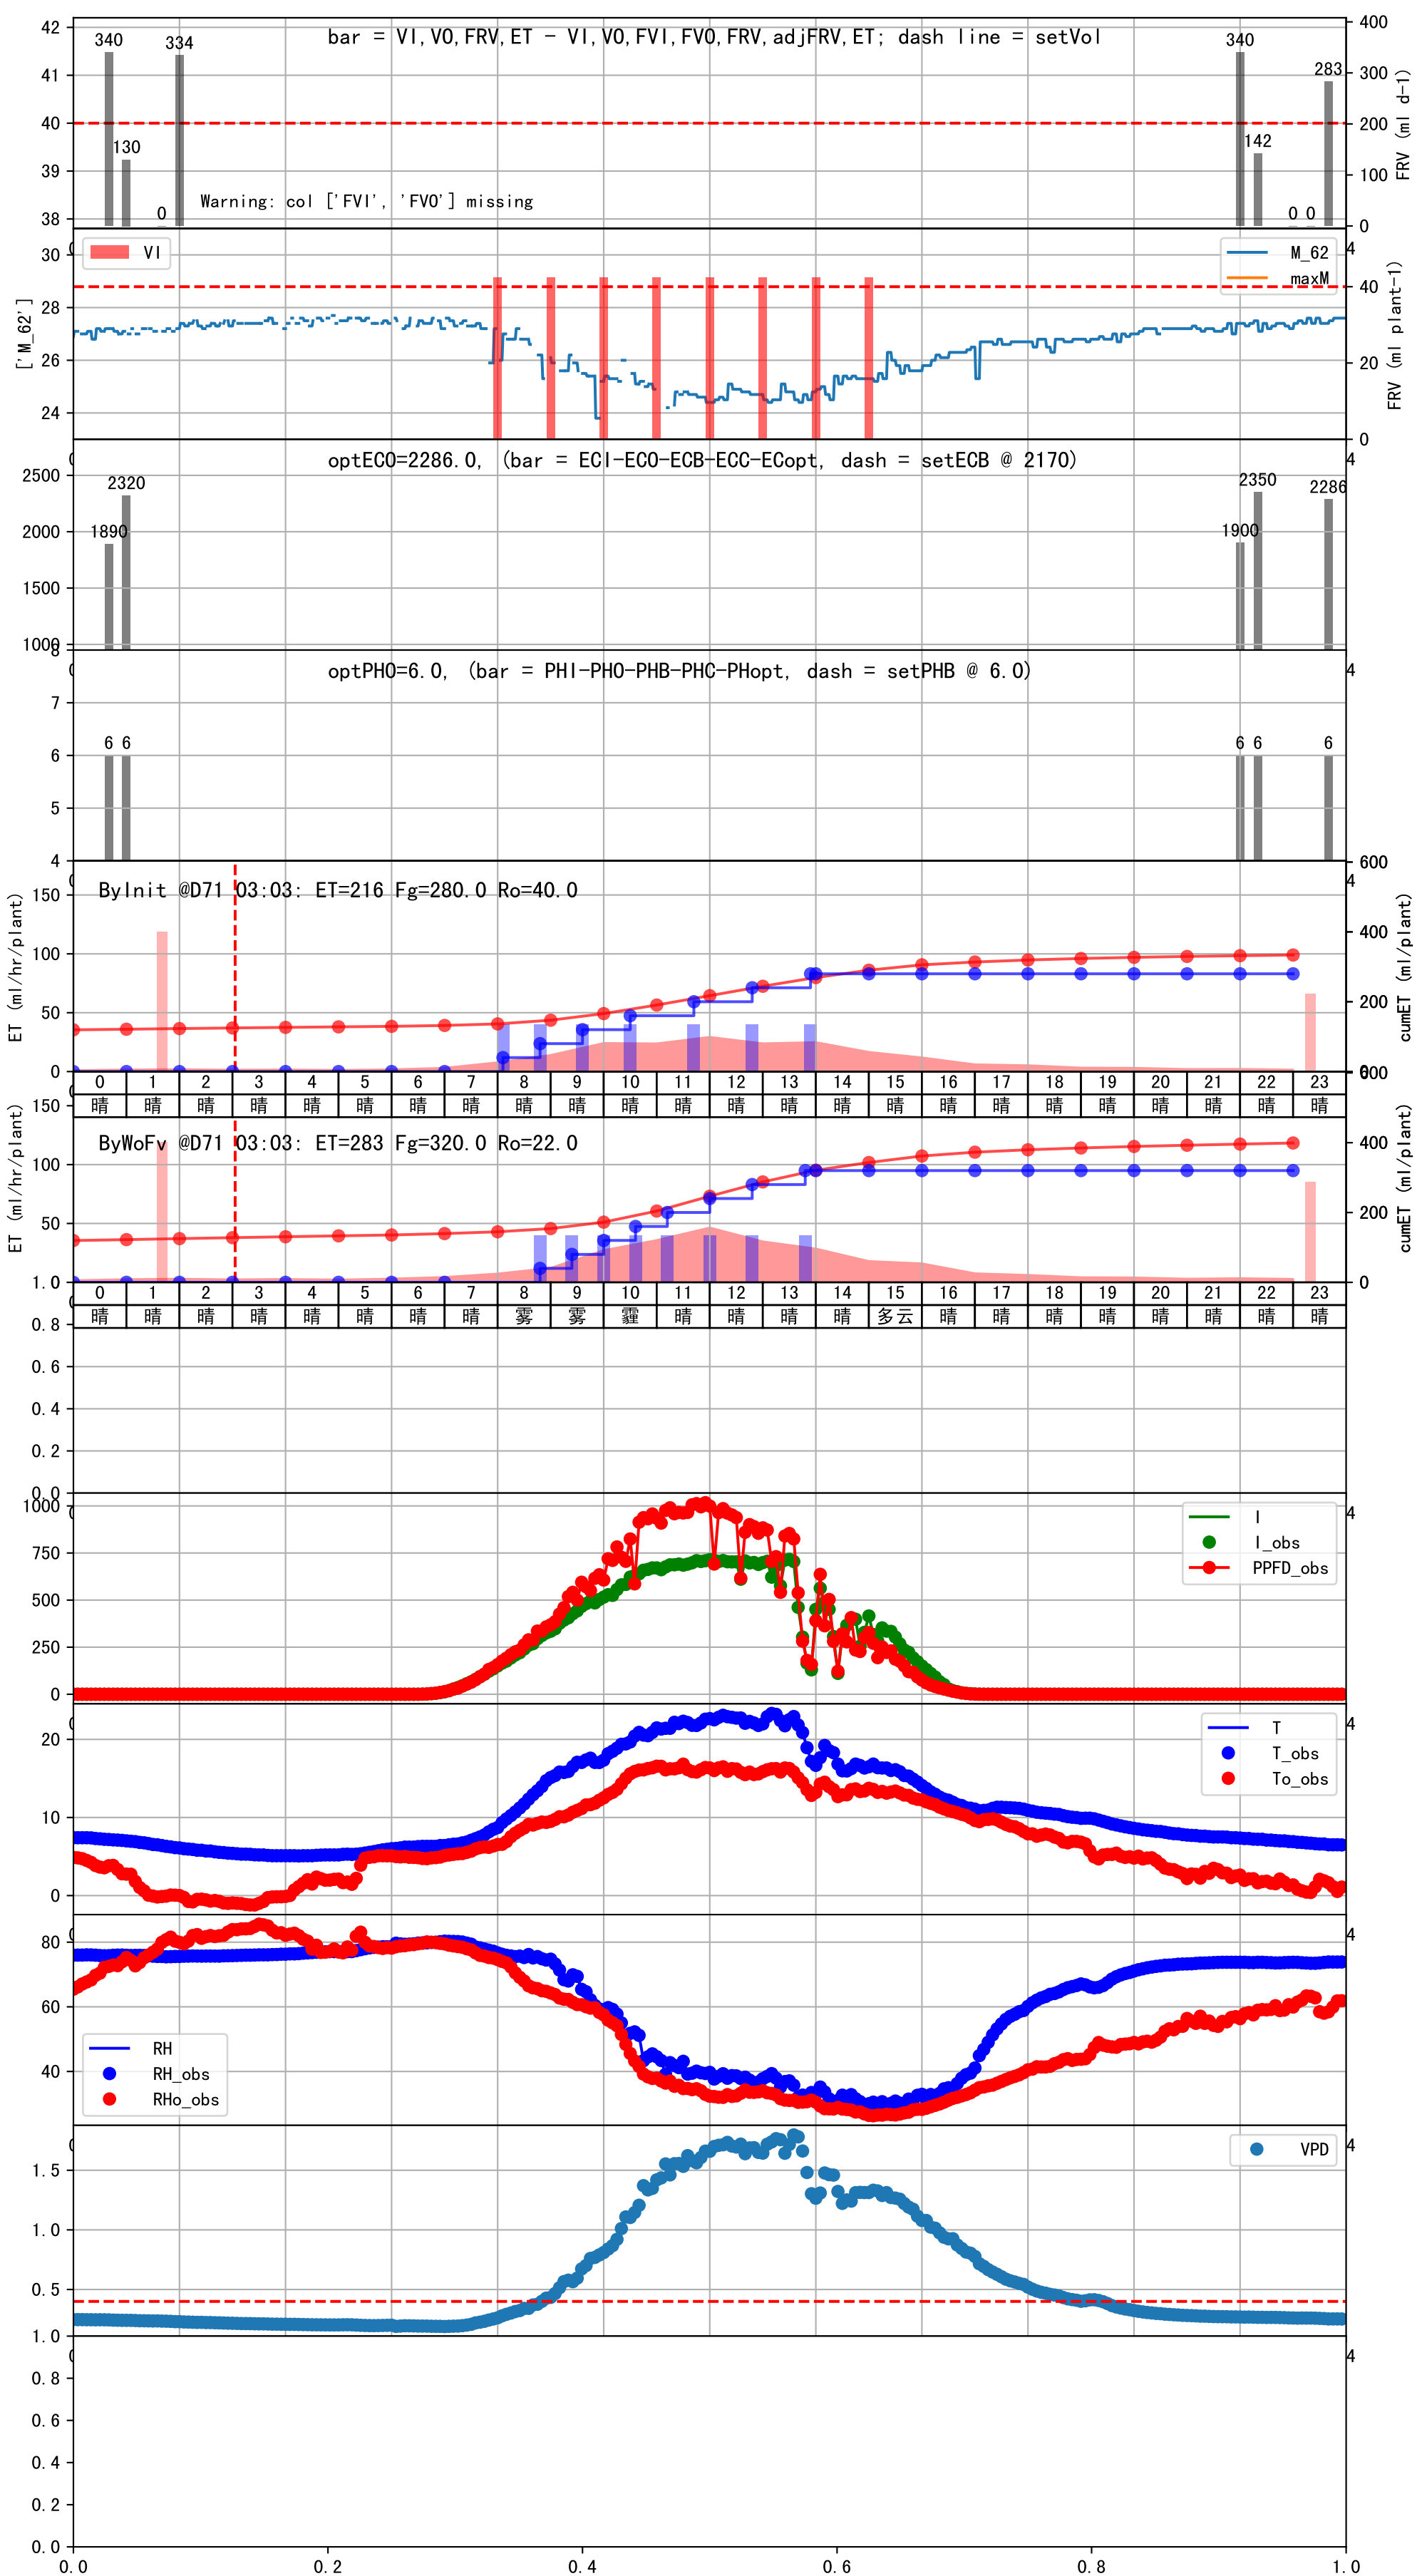 bar = VI,VO,FRV,ET - VI,VO,FVI,FVO,FRV,adjFRV,ET; dash line = setVol
340
130
0
334
340
142
0 0
283
Warning: col ['FVI', 'FVO'] missing
42
41
40
39
38
400
300
200
100
0
FRV (ml d-1)
VI
M_62
maxM
['M_62']
30
28
26
24
40
20
0
FRV (ml plant-1)
optECO=2286.0, (bar = ECI-ECO-ECB-ECC-ECopt, dash = setECB @ 2170)
2500
2000
1500
1000
1890
2320
1900
2350
2286
optPHO=6.0, (bar = PHI-PHO-PHB-PHC-PHopt, dash = setPHB @ 6.0)
8
7
6
5
4
6 6
6 6
6
ByInit @D71 03:03: ET=216 Fg=280.0 Ro=40.0
ET (ml/hr/plant)
150
100
50
0
600
400
200
0
cumET (ml/plant)
0 1 2 3 4 5 6 7 8 9 10 11 12 13 14 15 16 17 18 19 20 21 22 23
晴 晴 晴 晴 晴 晴 晴 晴 晴 晴 晴 晴 晴 晴 晴 晴 晴 晴 晴 晴 晴 晴 晴 晴
ByWoFv @D71 03:03: ET=283 Fg=320.0 Ro=22.0
ET (ml/hr/plant)
150
100
50
600
400
200
0
cumET (ml/plant)
0 1 2 3 4 5 6 7 8 9 10 11 12 13 14 15 16 17 18 19 20 21 22 23
晴 晴 晴 晴 晴 晴 晴 晴 雾 雾 霾 晴 晴 晴 晴 多云 晴 晴 晴 晴 晴 晴 晴 晴
1.0
0.8
0.6
0.4
0.2
0.0
I
I_obs
PPFD_obs
1000
750
500
250
0
T
T_obs
To_obs
20
10
0
RH
RH_obs
RHo_obs
80
60
40
VPD
1.5
1.0
0.5
1.0
0.8
0.6
0.4
0.2
0.0
0.0 0.2 0.4 0.6 0.8 1.0